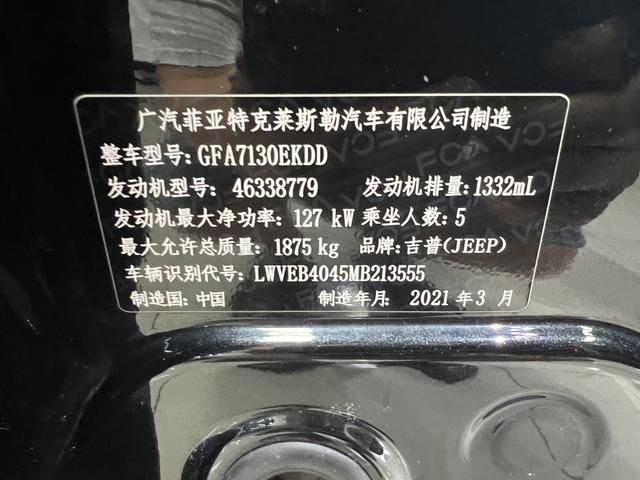 广汽菲亚特克莱斯勒汽车有限公司制造
整车型号:GFA7130EKDD
发动机型号: 46338779 发动机排量:1332mL
发动机最大净功率: 127 kW 乘坐人数:5
最大允许总质量: 1875 kg 品牌:吉普(JEEP)
车辆识别代号: LWVEB4045MB213555
制造国: 中国 制造年月: 2021 年 3 月